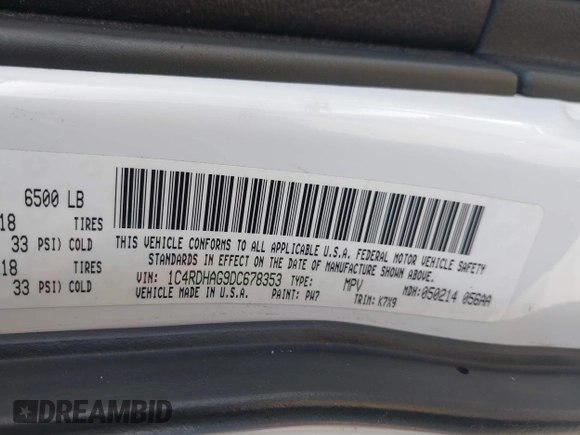 6500 LB
18 TIRES
33 PSI) COLD
18 TIRES
33 PSI) COLD
THIS VEHICLE CONFORMS TO ALL APPLICABLE U.S.A. FEDERAL MOTOR VEHICLE SAFETY
STANDARDS IN EFFECT ON THE DATE OF MANUFACTURE SHOWN ABOVE.
VIN: 1C4RDHAG9DC678353 TYPE: MPV MDH:050214 056AA
VEHICLE MADE IN U.S.A. PAINT: PW7 TRIM: K7X9
DREAMBID